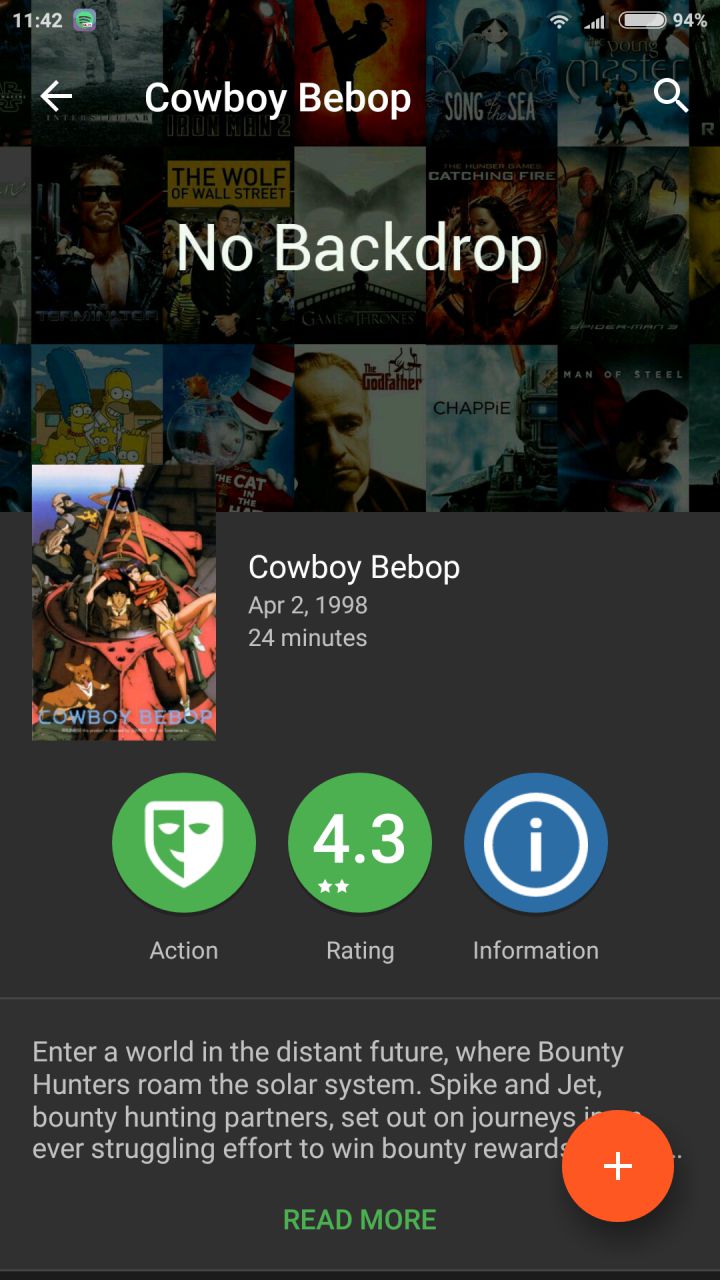 11:42
94%
Cowboy Bebop
INTERSTELLAR
IRON MAN 2
SONG of the SEA
the young
master
THE WOLF
OF WALL STREET
THE HUNGER GAMES
CATCHING FIRE
No Backdrop
TERMINATOR
GAME OF THRONES
SPIDER-MAN 3
The
Godfather
CHAPPiE
MAN OF STEEL
THE CAT
IN THE
HAT
COWBOY BEBOP
Cowboy Bebop
Apr 2, 1998
24 minutes
4.3
Action
Rating
Information
Enter a world in the distant future, where Bounty
Hunters roam the solar system. Spike and Jet,
bounty hunting partners, set out on journeys in an
ever struggling effort to win bounty rewards
READ MORE